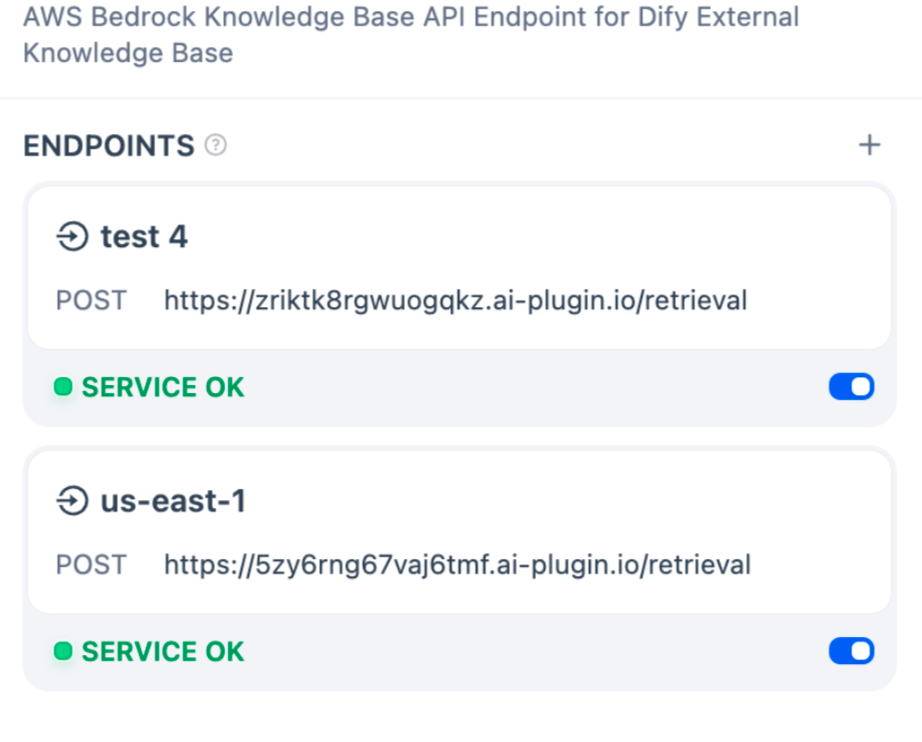 AWS Bedrock Knowledge Base API Endpoint for Dify External
Knowledge Base
ENDPOINTS ? +
test 4
POST https://zriktk8rgwuogqkz.ai-plugin.io/retrieval
SERVICE OK
us-east-1
POST https://5zy6rng67vaj6tmf.ai-plugin.io/retrieval
SERVICE OK